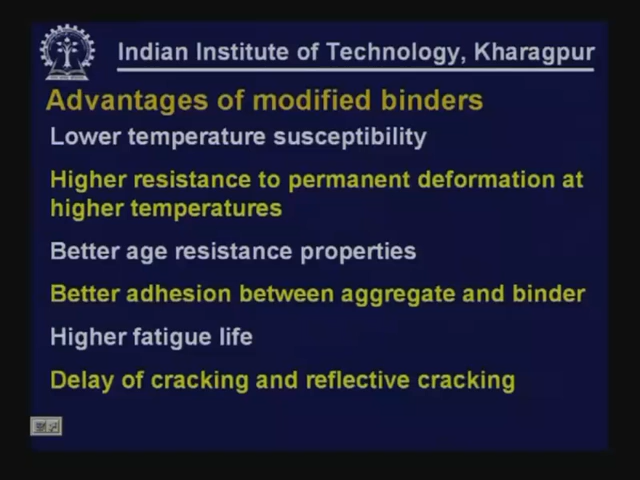 Indian Institute of Technology, Kharagpur
Advantages of modified binders
Lower temperature susceptibility
Higher resistance to permanent deformation at
higher temperatures
Better age resistance properties
Better adhesion between aggregate and binder
Higher fatigue life
Delay of cracking and reflective cracking